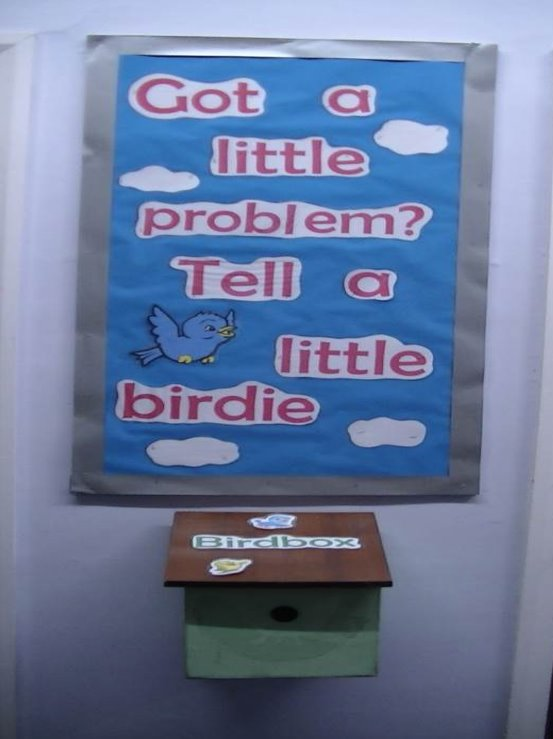 Got a
little
problem?
Tell a
little
birdie
Birdbox